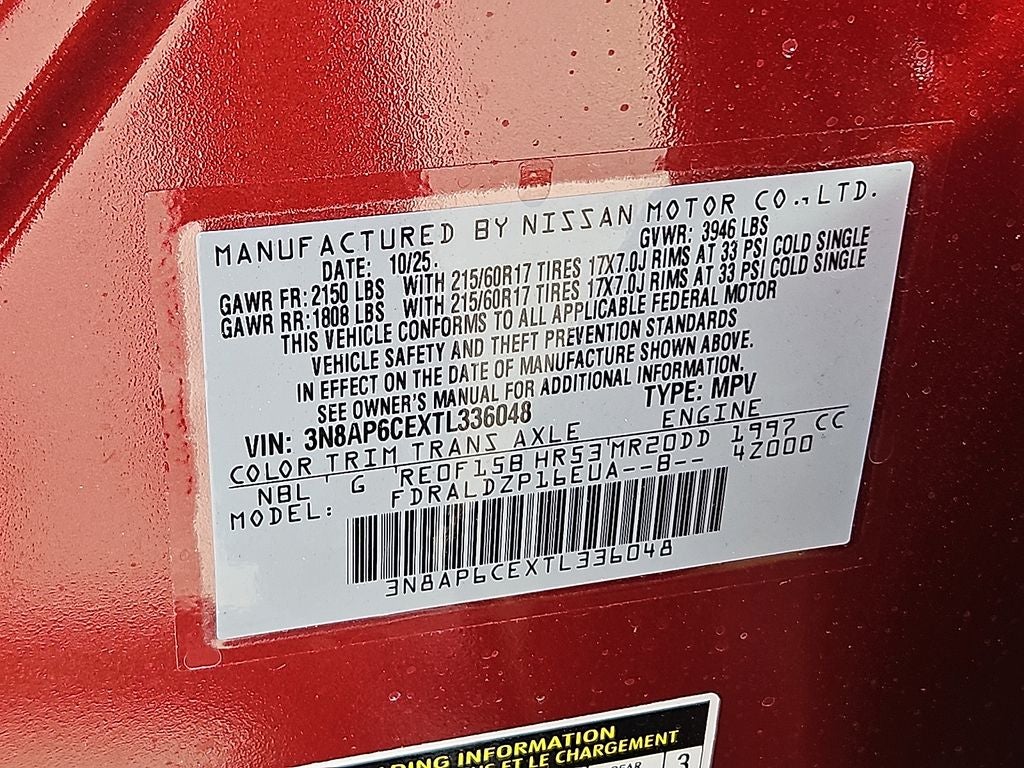 MANUFACTURED BY NISSAN MOTOR CO.,LTD.
DATE: 10/25 GVWR: 3946 LBS
GAWR FR: 2150 LBS WITH 215/60R17 TIRES 17X7.0J RIMS AT 33 PSI COLD SINGLE
GAWR RR: 1808 LBS WITH 215/60R17 TIRES 17X7.0J RIMS AT 33 PSI COLD SINGLE
THIS VEHICLE CONFORMS TO ALL APPLICABLE FEDERAL MOTOR
VEHICLE SAFETY AND THEFT PREVENTION STANDARDS
IN EFFECT ON THE DATE OF MANUFACTURE SHOWN ABOVE.
SEE OWNER'S MANUAL FOR ADDITIONAL INFORMATION.
VIN: 3N8AP6CEXTL336048 TYPE: MPV
COLOR TRIM TRANS AXLE ENGINE
NBL G RE0F15B HR53 MR20DD 1997 CC
MODEL: FDRALDZP16EUA--B-- 42000
3N8AP6CEXTL336048
INFORMATION
ET LE CHARGEMENT
3